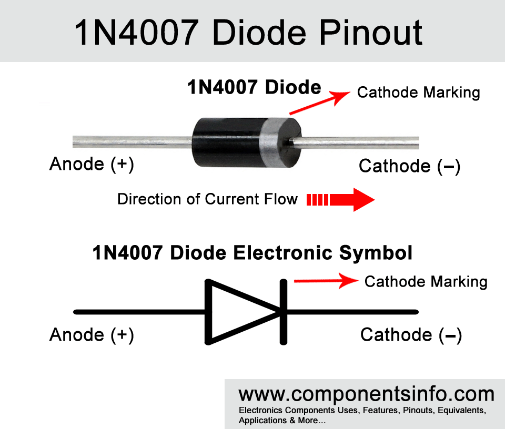 1N4007 Diode Pinout
1N4007 Diode
Cathode Marking
Anode (+)
Cathode (–)
Direction of Current Flow
1N4007 Diode Electronic Symbol
Cathode Marking
Anode (+)
Cathode (–)
www.componentsinfo.com
Electronics Components Uses, Features, Pinouts, Equivalents,
Applications & More...